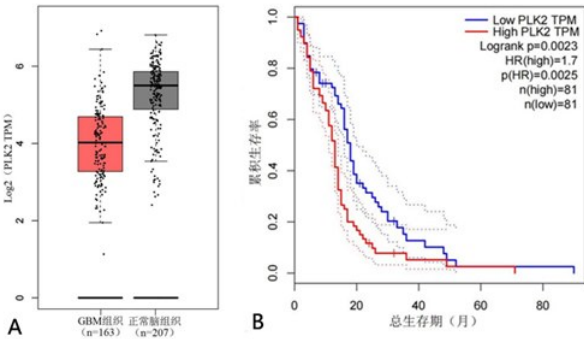 Log2（PLK2 TPM）
6
4
2
0
GBM组织
（n=163）
正常脑组织
（n=207）
A
累积生存率
1.0
0.8
0.6
0.4
0.2
0.0
Low PLK2 TPM
High PLK2 TPM
Logrank p=0.0023
HR(high)=1.7
p(HR)=0.0025
n(high)=81
n(low)=81
0
20
40
60
80
总生存期（月）
B